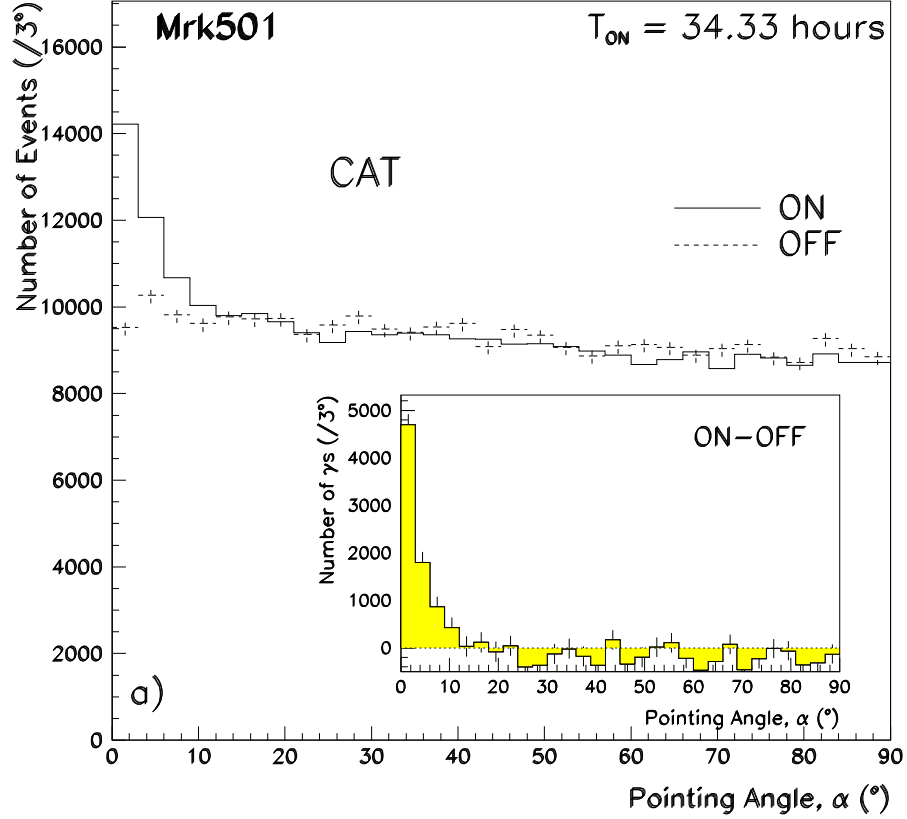 Mrk501
T_ON = 34.33 hours
Number of Events (/3°)
16000
14000
12000
10000
8000
6000
4000
2000
0
CAT
ON
OFF
ON−OFF
Number of γs (/3°)
5000
4000
3000
2000
1000
0
0 10 20 30 40 50 60 70 80 90
Pointing Angle, α (°)
a)
0 10 20 30 40 50 60 70 80 90
Pointing Angle, α (°)